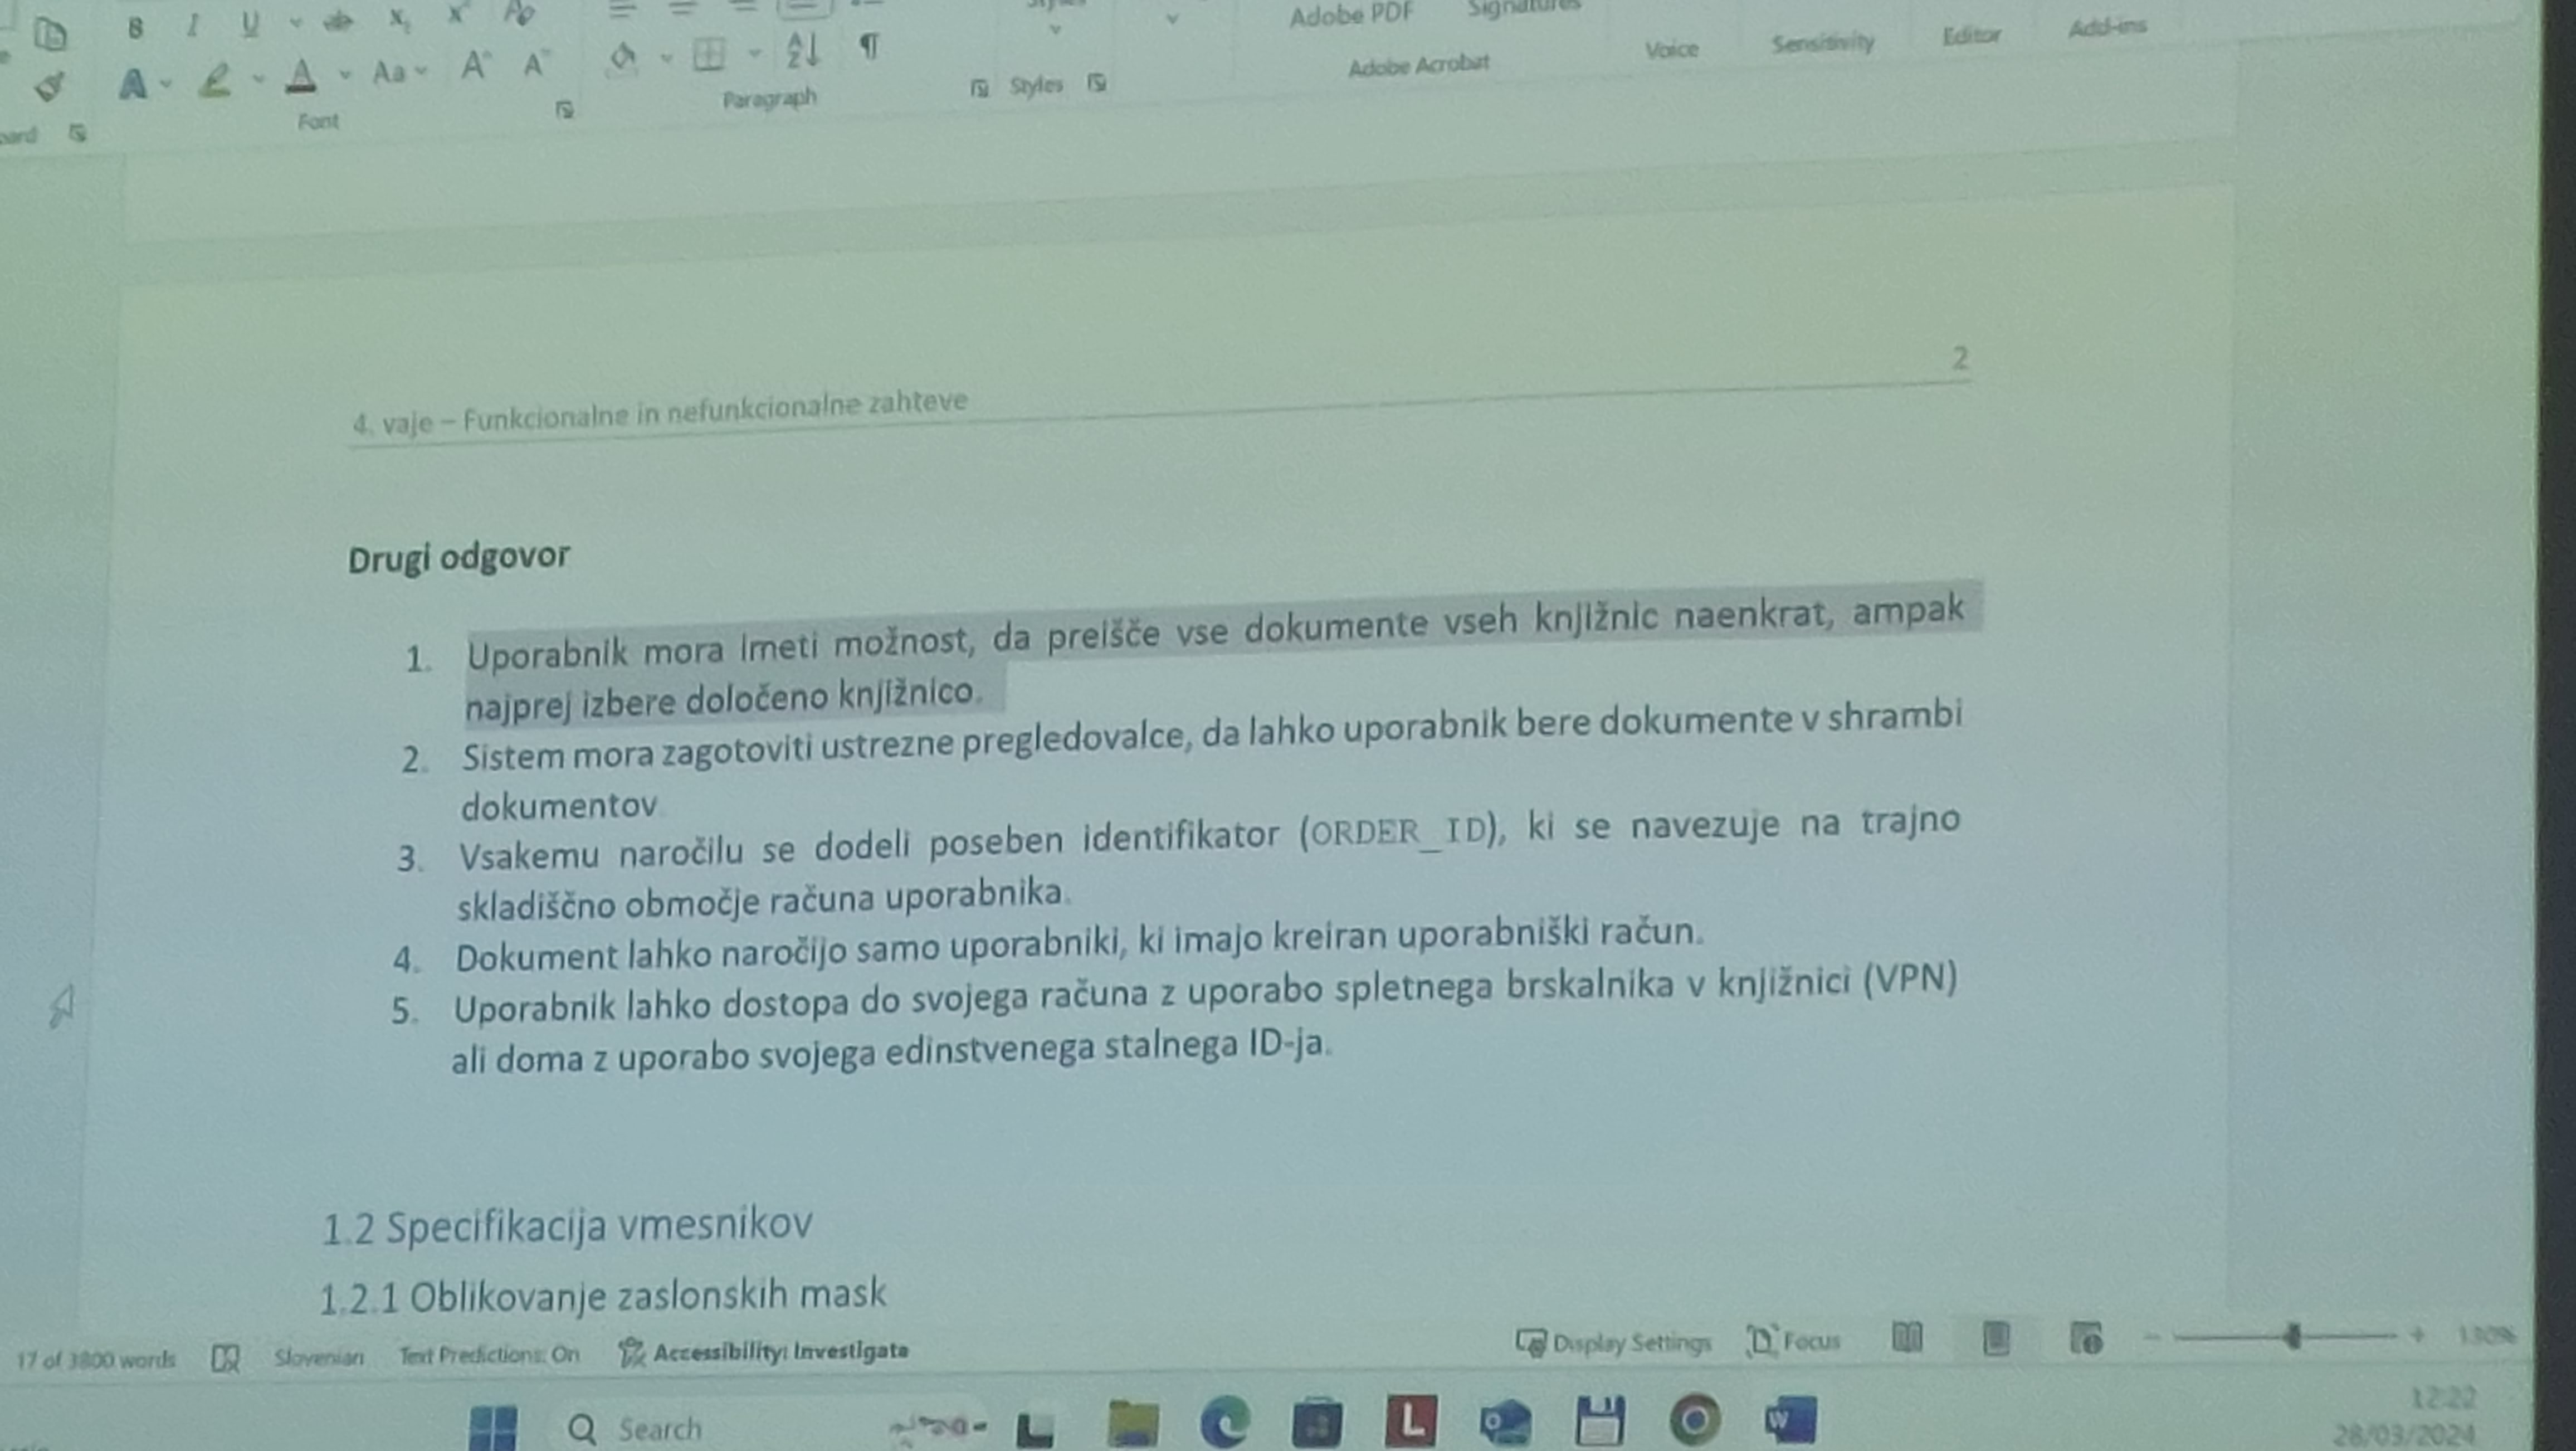 B I U ab x
Aa A A
Font
Paragraph
Styles
Adobe PDF
Adobe Acrobat
Voice
Sensitivity
Editor
Add-ins
2
4. vaje – Funkcionalne in nefunkcionalne zahteve
Drugi odgovor
1. Uporabnik mora imeti možnost, da preišče vse dokumente vseh knjižnic naenkrat, ampak
najprej izbere določeno knjižnico.
2. Sistem mora zagotoviti ustrezne pregledovalce, da lahko uporabnik bere dokumente v shrambi
dokumentov.
3. Vsakemu naročilu se dodeli poseben identifikator (ORDER_ID), ki se navezuje na trajno
skladiščno območje računa uporabnika.
4. Dokument lahko naročijo samo uporabniki, ki imajo kreiran uporabniški račun.
5. Uporabnik lahko dostopa do svojega računa z uporabo spletnega brskalnika v knjižnici (VPN)
ali doma z uporabo svojega edinstvenega stalnega ID-ja.
1.2 Specifikacija vmesnikov
1.2.1 Oblikovanje zaslonskih mask
17 of 3800 words Slovenian Text Predictions: On Accessibility: Investigate Display Settings Focus 130%
Search
12:22
28/03/2024